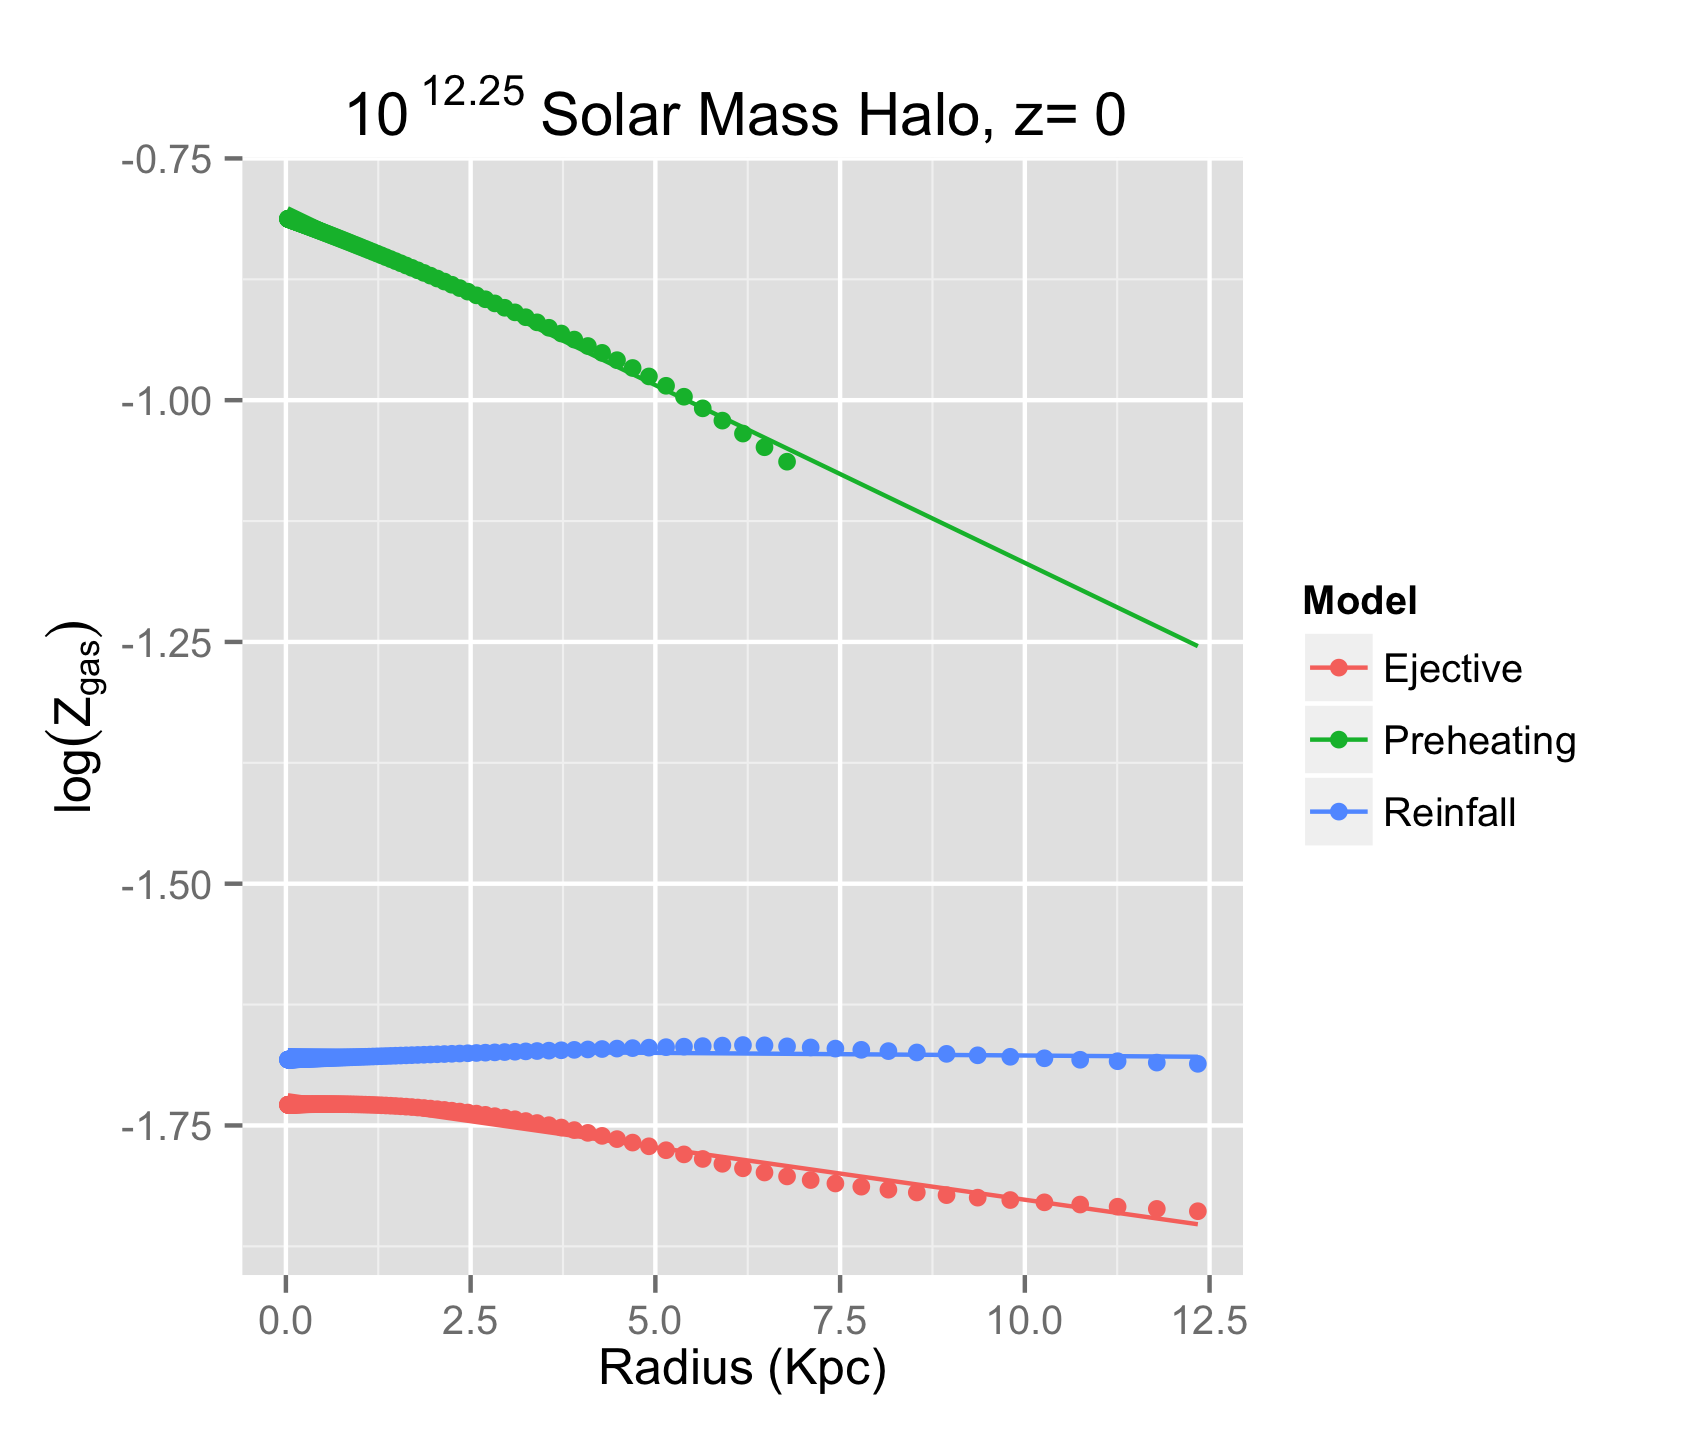 10 12.25 Solar Mass Halo, z= 0
-0.75
-1.00
-1.25
-1.50
-1.75
log(Zgas)
0.0 2.5 5.0 7.5 10.0 12.5
Radius (Kpc)
Model
Ejective
Preheating
Reinfall